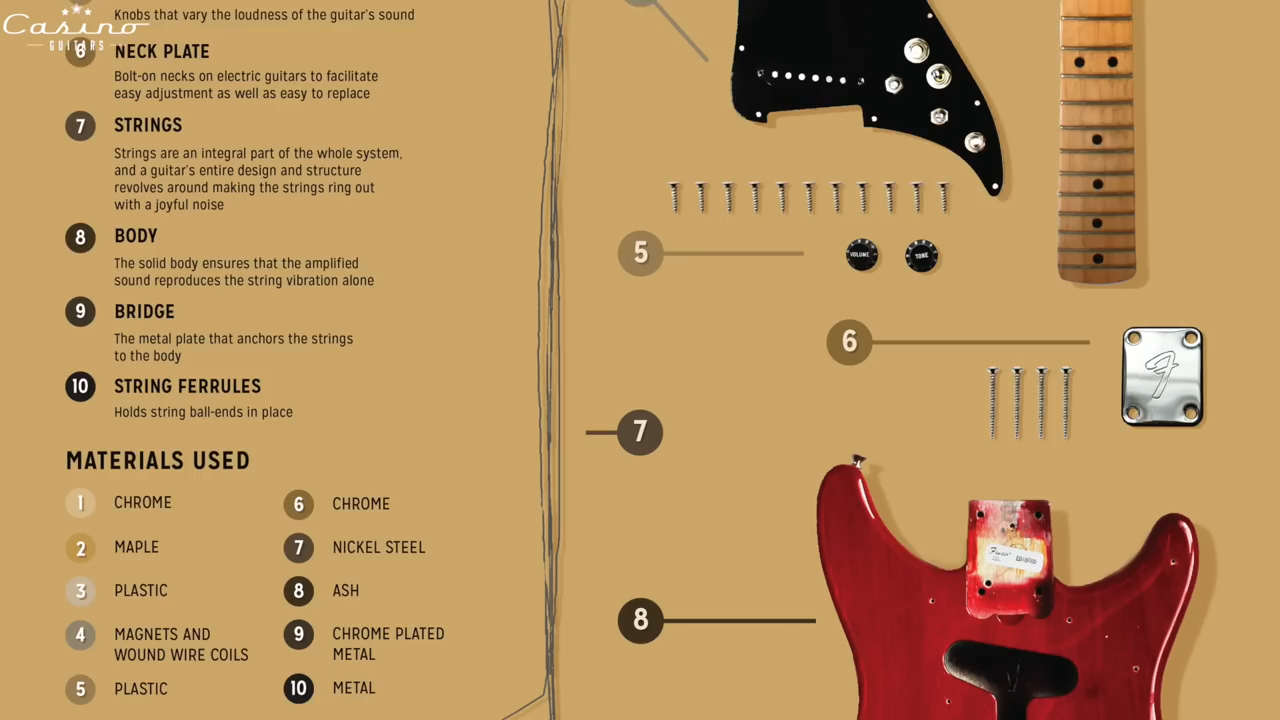 Casino
GUITARS
Knobs that vary the loudness of the guitar's sound
6 NECK PLATE
Bolt-on necks on electric guitars to facilitate
easy adjustment as well as easy to replace
7 STRINGS
Strings are an integral part of the whole system,
and a guitar's entire design and structure
revolves around making the strings ring out
with a joyful noise
8 BODY
The solid body ensures that the amplified
sound reproduces the string vibration alone
9 BRIDGE
The metal plate that anchors the strings
to the body
10 STRING FERRULES
Holds string ball-ends in place
MATERIALS USED
1 CHROME
2 MAPLE
3 PLASTIC
4 MAGNETS AND
WOUND WIRE COILS
5 PLASTIC
6 CHROME
7 NICKEL STEEL
8 ASH
9 CHROME PLATED
METAL
10 METAL
5
VOLUME
TONE
6
F
7
8
Fender